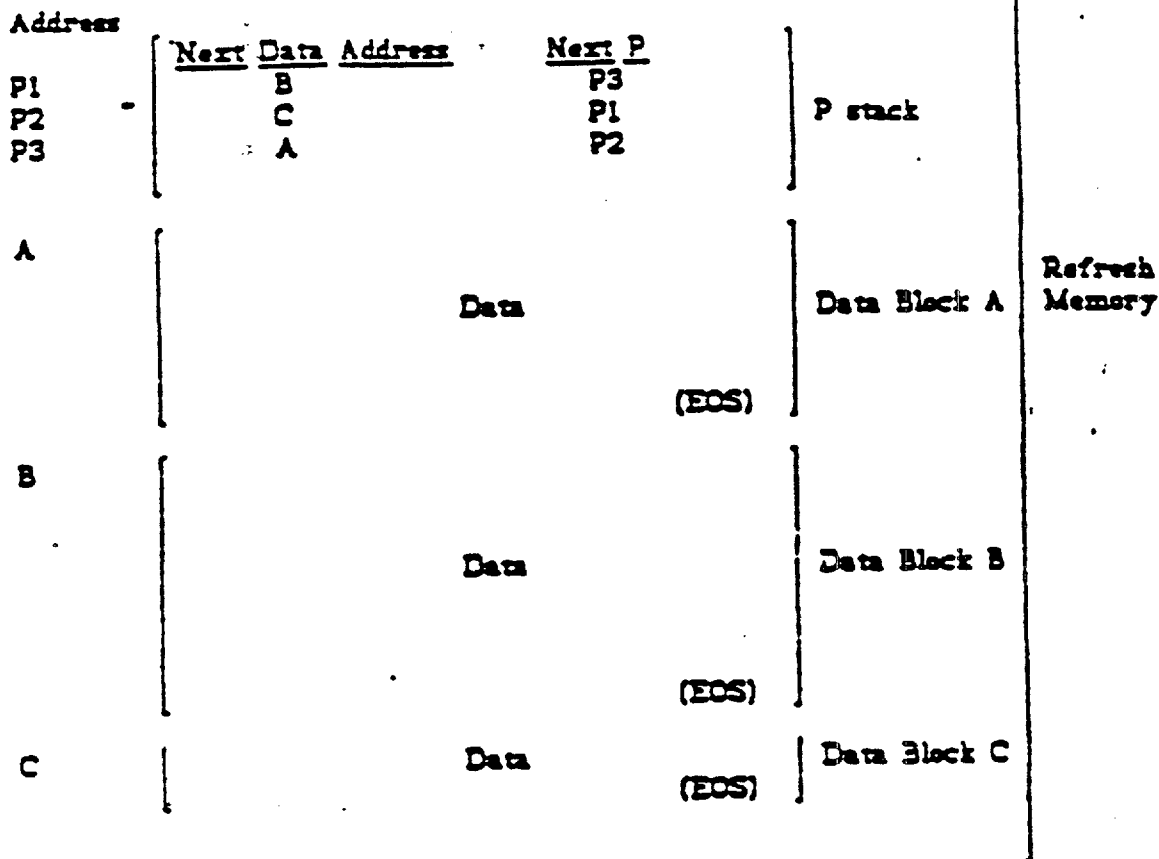 Address
Next Data Address Next P
P1 B P3
P2 C P1
P3 A P2
P stack
A
Data
(EOS)
Data Block A
Refresh
Memory
B
Data
(EOS)
Data Block B
C
Data
(EOS)
Data Block C